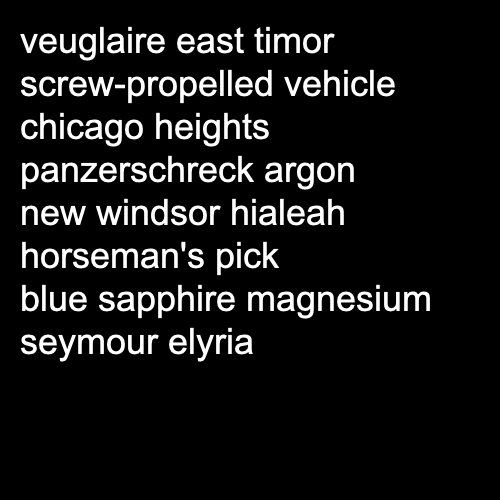 veuglaire east timor
screw-propelled vehicle
chicago heights
panzerschreck argon
new windsor hialeah
horseman's pick
blue sapphire magnesium
seymour elyria